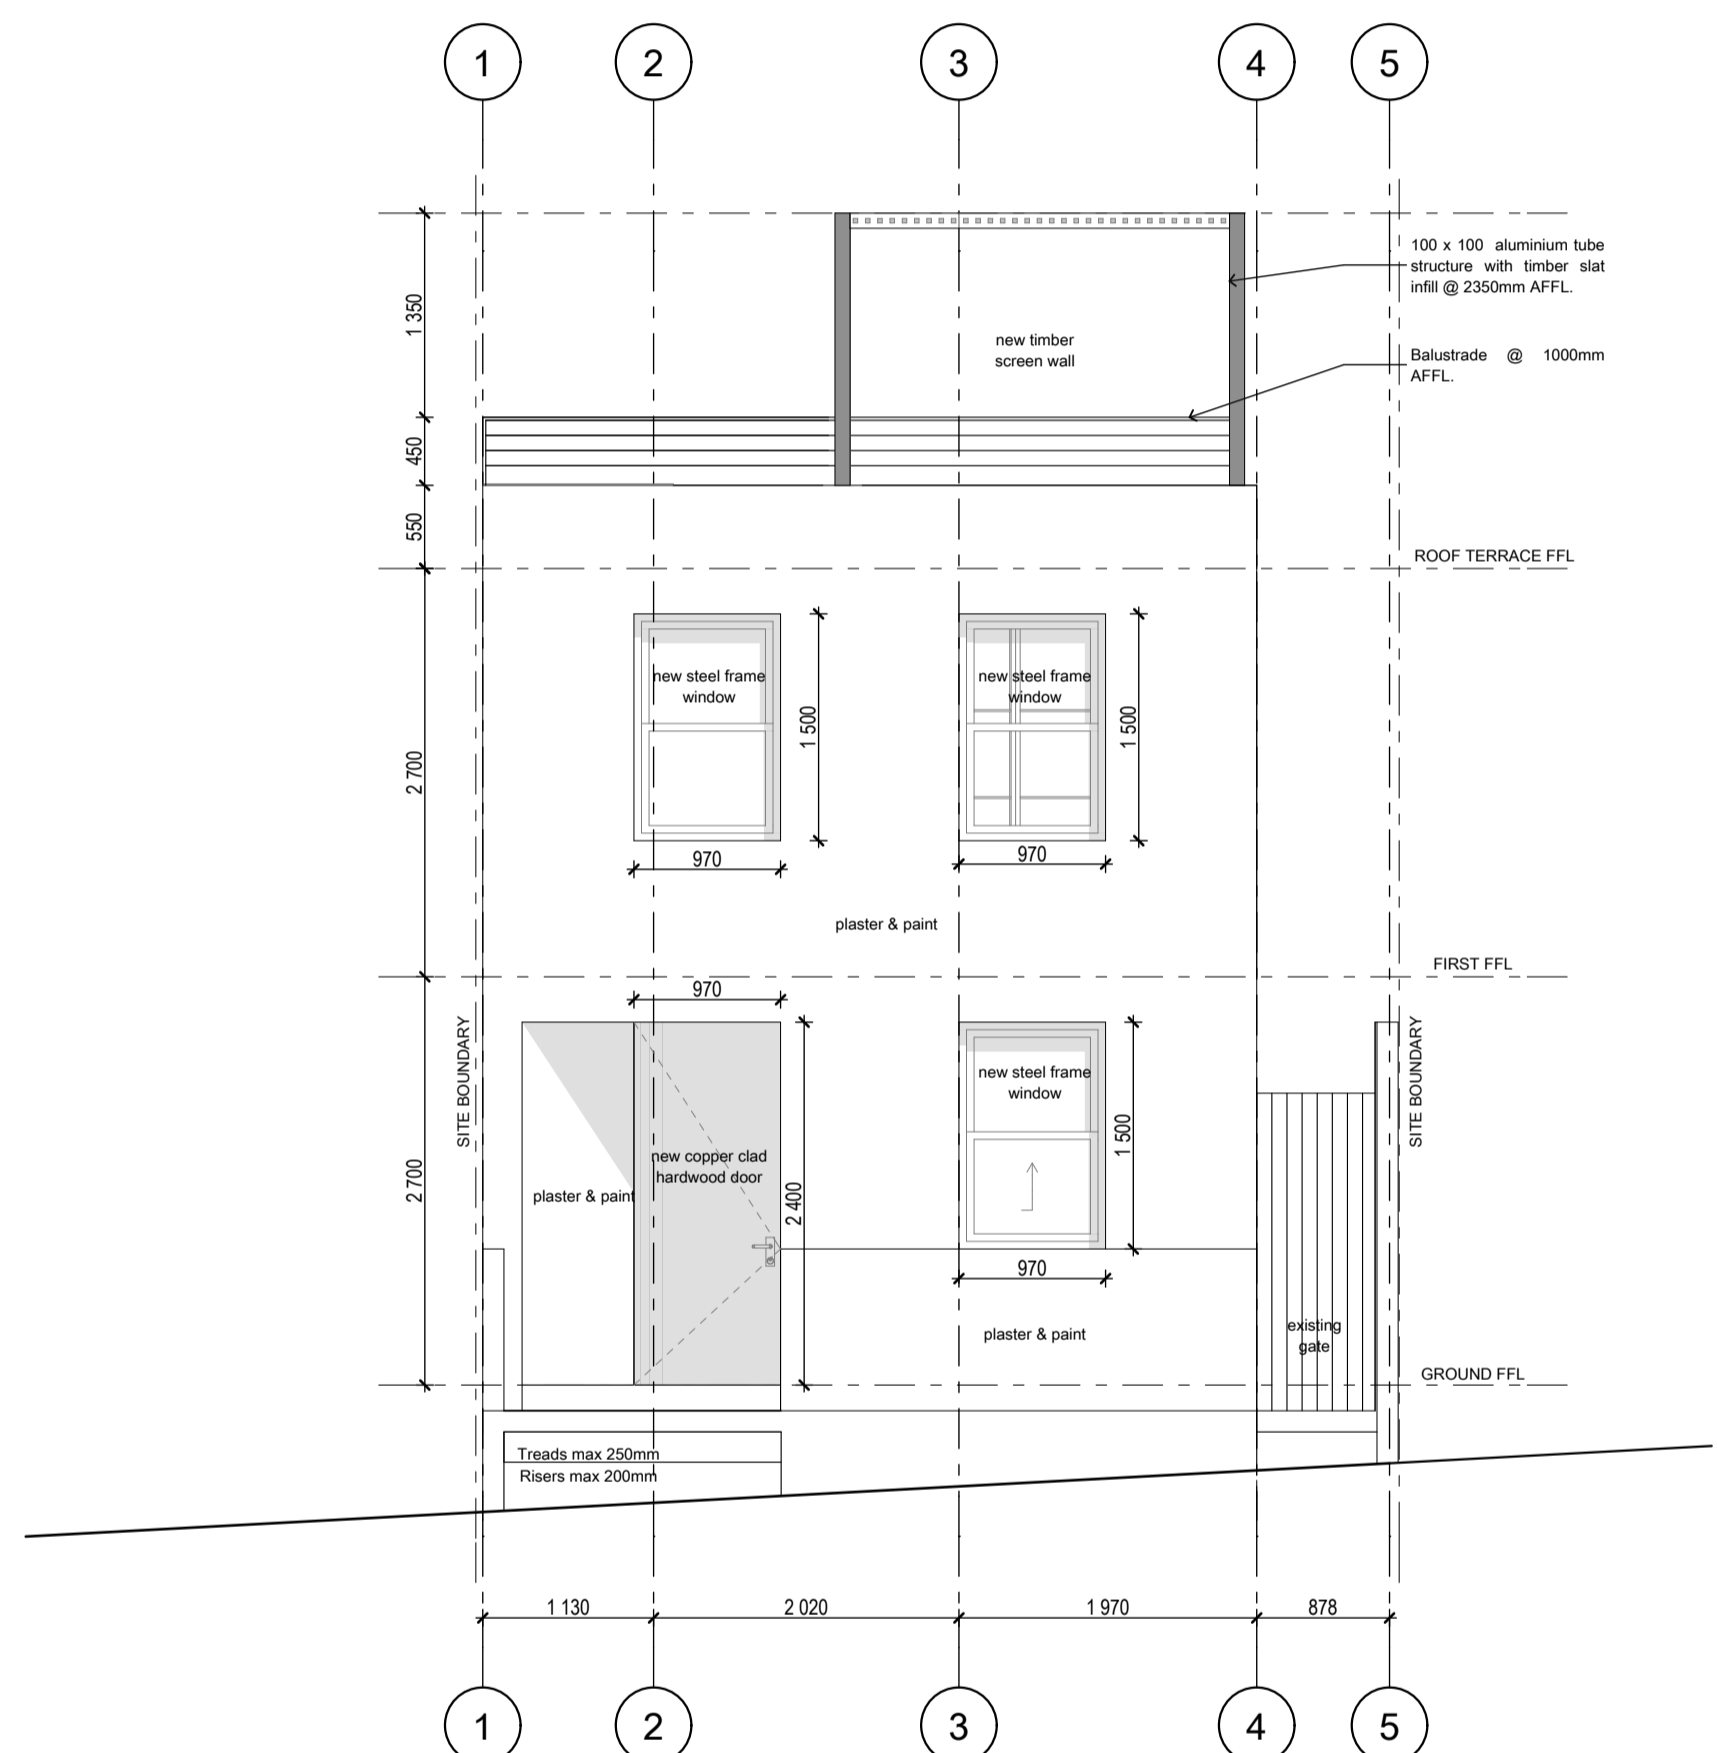 1 2 3 4 5
100 x 100 aluminium tube
structure with timber slat
infill @ 2350mm AFFL.
1 350
new timber
screen wall
Balustrade @ 1000mm
AFFL.
450
550
ROOF TERRACE FFL
new steel frame
window
1 500
new steel frame
window
1 500
2 700
970
970
plaster & paint
FIRST FFL
970
SITE BOUNDARY
SITE BOUNDARY
new steel frame
window
1 500
new copper clad
hardwood door
plaster & paint
2 400
2 700
970
plaster & paint
existing
gate
GROUND FFL
Treads max 250mm
Risers max 200mm
1 130
2 020
1 970
878
1 2 3 4 5